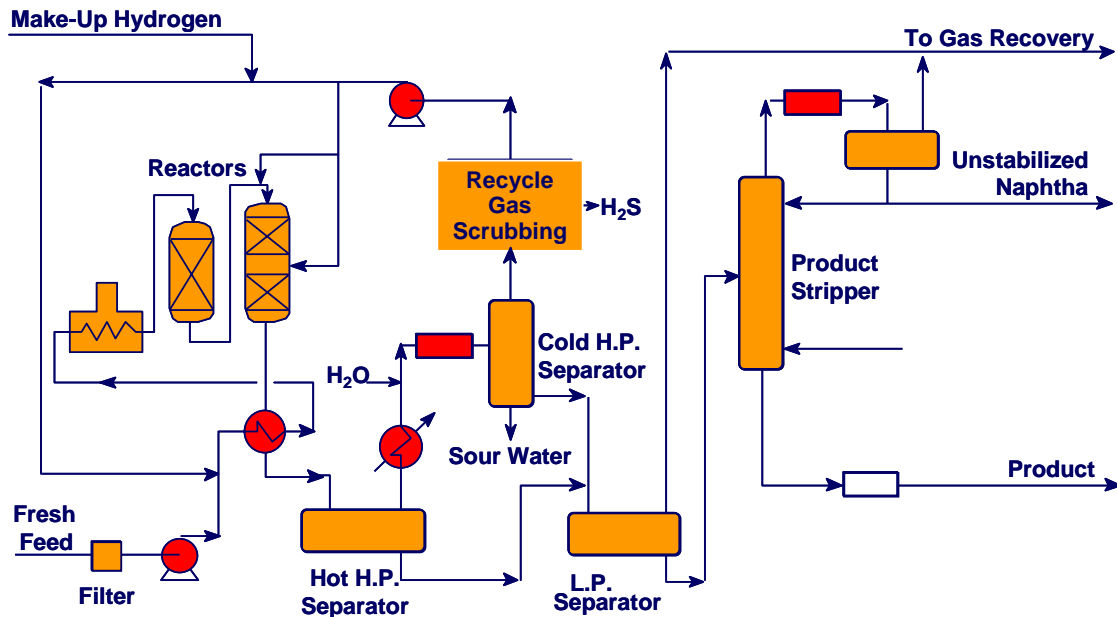 Make-Up Hydrogen
To Gas Recovery
Reactors
Recycle
Gas
Scrubbing
H₂S
Unstabilized
Naphtha
Product
Stripper
Cold H.P.
Separator
H₂O
Sour Water
Product
Fresh
Feed
Filter
Hot H.P.
Separator
L.P.
Separator